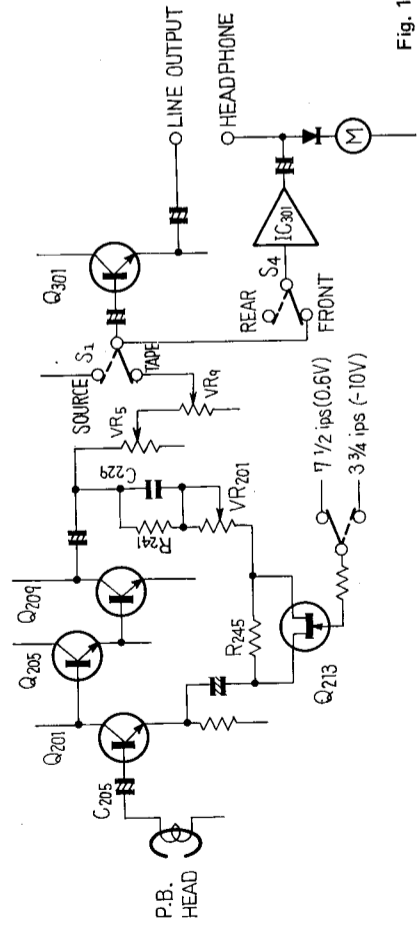 P.B. HEAD
C205
Q201
Q205
Q209
R241
C229
VR201
R245
Q213
7 1/2 ips (0.6V)
3 3/4 ips (-10V)
VR5
VR9
SOURCE
S1
TAPE
Q301
LINE OUTPUT
REAR
S4
FRONT
IC301
HEADPHONE
M
Fig. 1